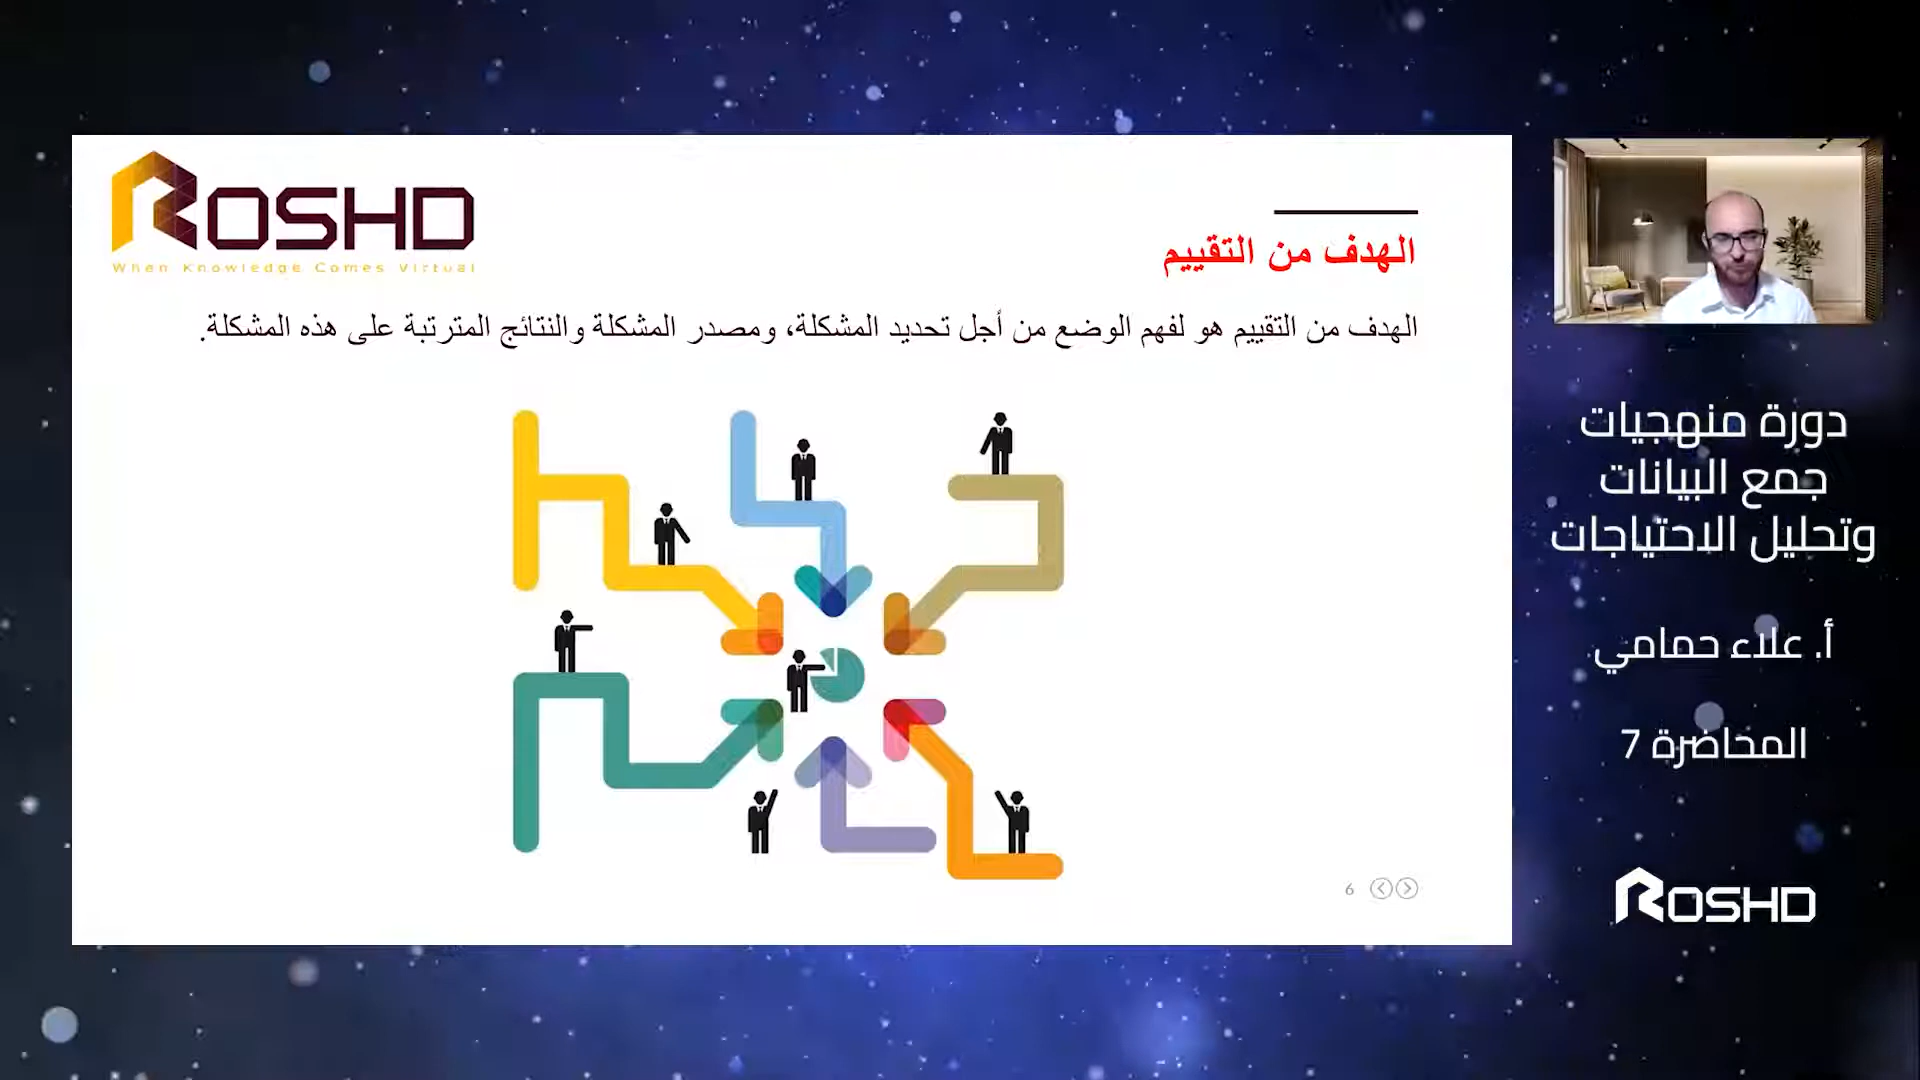 ROSHD
When Knowledge Comes Virtual
الهدف من التقييم
الهدف من التقييم هو لفهم الوضع من أجل تحديد المشكلة، ومصدر المشكلة والنتائج المترتبة على هذه المشكلة.
6
دورة منهجيات
جمع البيانات
وتحليل الاحتياجات
أ. علاء حمامي
المحاضرة 7
ROSHD